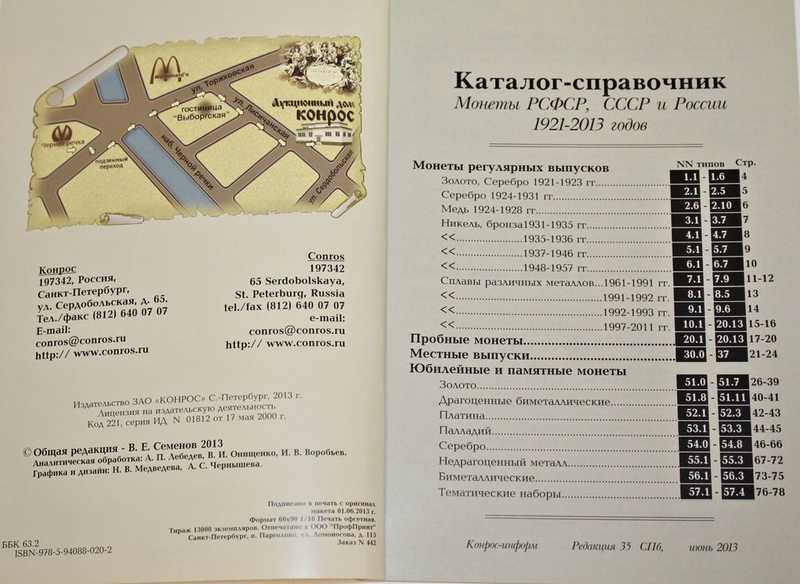 McDonald's
ул. Торжковская
гостиница
"Выборгская"
ул. Лисичанская
Аукционный дом
КОНРОС
Черная речка
подземный
переход
наб. Черной речки
ул. Сердобольская
Конрос
197342, Россия,
Санкт-Петербург,
ул. Сердобольская, д. 65.
Тел./факс (812) 640 07 07
E-mail:
conros@conros.ru
http:// www.conros.ru
Conros
197342
65 Serdobolskaya,
St. Peterburg, Russia
tel./fax (812) 640 07 07
e-mail:
conros@conros.ru
http:// www.conros.ru
Издательство ЗАО «КОНРОС» С.-Петербург, 2013 г.
Лицензия на издательскую деятельность
Код 221, серия ИД N 01812 от 17 мая 2000 г.
© Общая редакция - В. Е. Семенов 2013
Аналитическая обработка: А. П. Лебедев, В. И. Онищенко, И. В. Воробьев.
Графика и дизайн: Н. В. Медведева, А. С. Чернышева.
Подписано в печать с оригинал
макета 01.06.2013 г.
Формат 60х90 1/16 Печать офсетная.
Тираж 13000 экземпляров. Отпечатано в ООО "ПрофПринт"
Санкт-Петербург, п. Парголово, ул. Ломоносова, д. 113
Заказ N 442
ББК 63.2
ISBN-978-5-94088-020-2
Каталог-справочник
Монеты РСФСР, СССР и России
1921-2013 годов
NN типов Стр.
Монеты регулярных выпусков 1.1 - 1.6 4
Золото, Серебро 1921-1923 гг. 2.1 - 2.5 5
Серебро 1924-1931 гг. 2.6 - 2.10 6
Медь 1924-1928 гг. 3.1 - 3.7 7
Никель, бронза1931-1935 гг. 4.1 - 4.7 8
<<...1935-1936 гг. 5.1 - 5.7 9
<<...1937-1946 гг. 6.1 - 6.7 10
<<...1948-1957 гг. 7.1 - 7.9 11-12
Сплавы различных металлов...1961-1991 гг. 8.1 - 8.5 13
<<...1991-1992 гг. 9.1 - 9.6 14
<<...1992-1993 гг. 10.1 - 20.13 15-16
<<...1997-2011 гг. 20.1 - 20.13 17-20
Пробные монеты 30.0 - 37 21-24
Местные выпуски
Юбилейные и памятные монеты
Золото 51.0 - 51.7 26-39
Драгоценные биметаллические 51.8 - 51.11 40-41
Платина 52.1 - 52.3 42-43
Палладий 53.1 - 53.3 44-45
Серебро 54.0 - 54.8 46-66
Недрагоценный металл 55.1 - 55.3 67-72
Биметаллические 56.1 - 56.3 73-75
Тематические наборы 57.1 - 57.4 76-78
Конрос-информ Редакция 35 СПб, июнь 2013